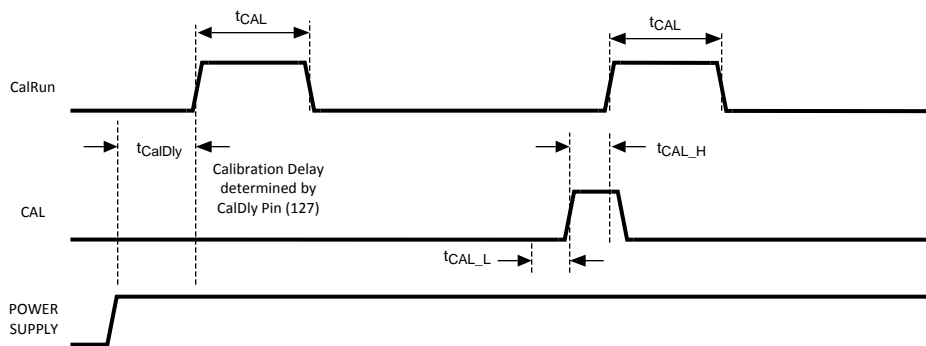 tCAL
tCAL
CalRun
tCalDly
Calibration Delay
determined by
CalDly Pin (127)
tCAL_H
CAL
tCAL_L
POWER
SUPPLY